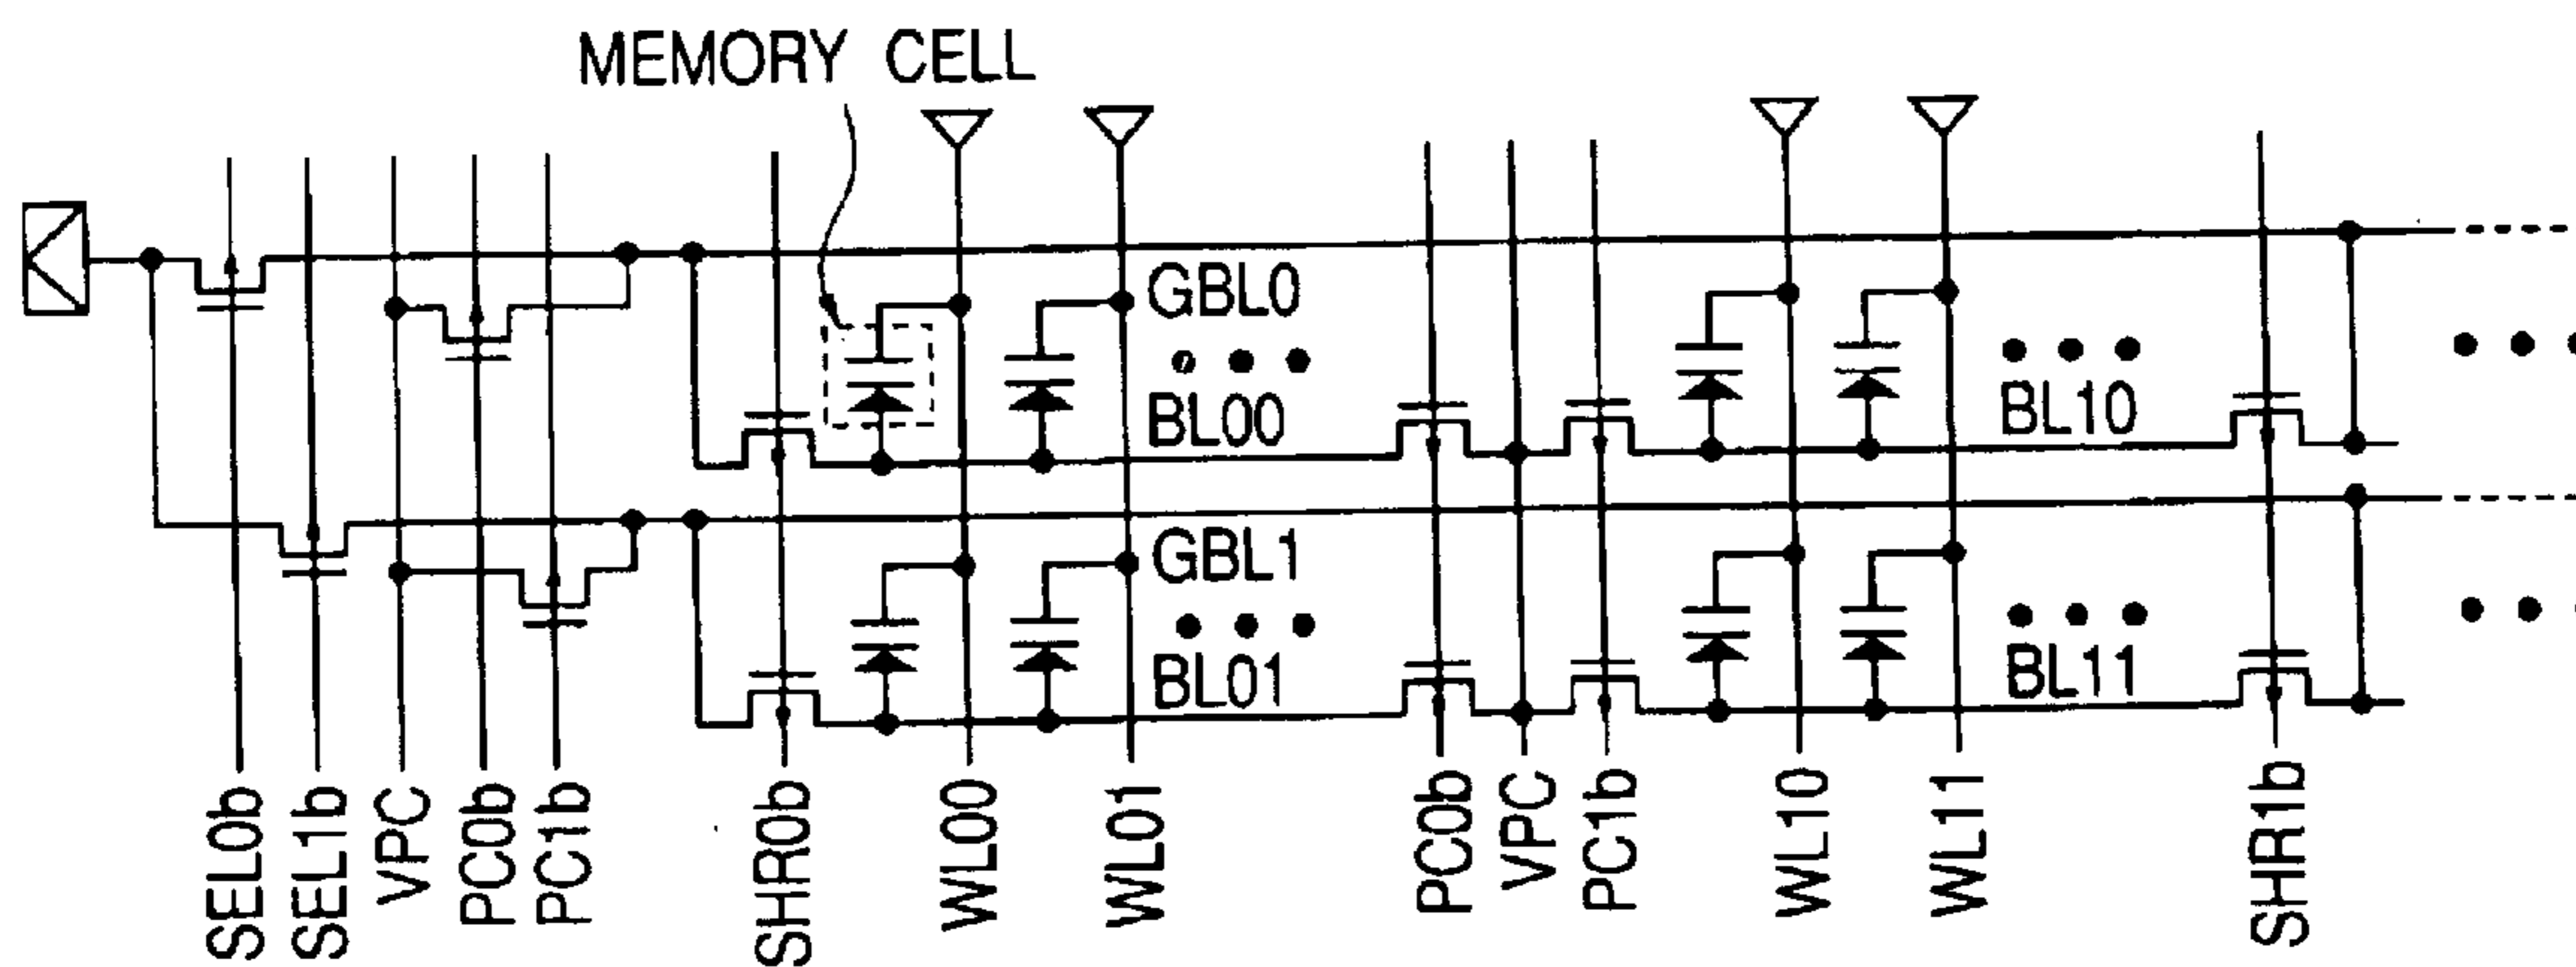 MEMORY CELL
GBL0
BL00
BL10
GBL1
BL01
BL11
SEL0b
SEL1b
VPC
PC0b
PC1b
SHR0b
WL00
WL01
PC0b
VPC
PC1b
WL10
WL11
SHR1b